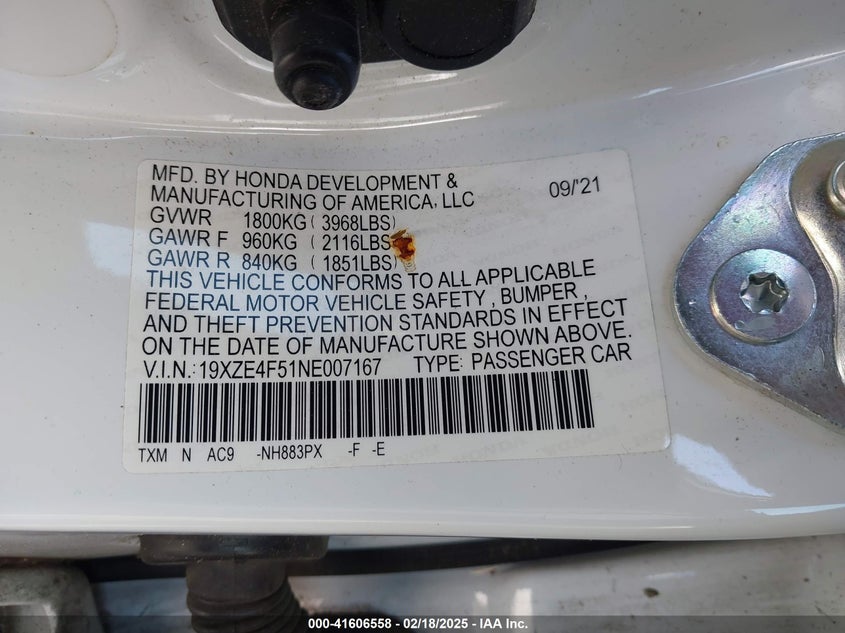 MFD. BY HONDA DEVELOPMENT &
MANUFACTURING OF AMERICA, LLC 09/'21
GVWR 1800KG ( 3968LBS)
GAWR F 960KG ( 2116LBS)
GAWR R 840KG ( 1851LBS)
THIS VEHICLE CONFORMS TO ALL APPLICABLE
FEDERAL MOTOR VEHICLE SAFETY , BUMPER ,
AND THEFT PREVENTION STANDARDS IN EFFECT
ON THE DATE OF MANUFACTURE SHOWN ABOVE.
V.I.N.:19XZE4F51NE007167 TYPE: PASSENGER CAR
TXM N AC9 -NH883PX -F -E
000-41606558 - 02/18/2025 - IAA Inc.